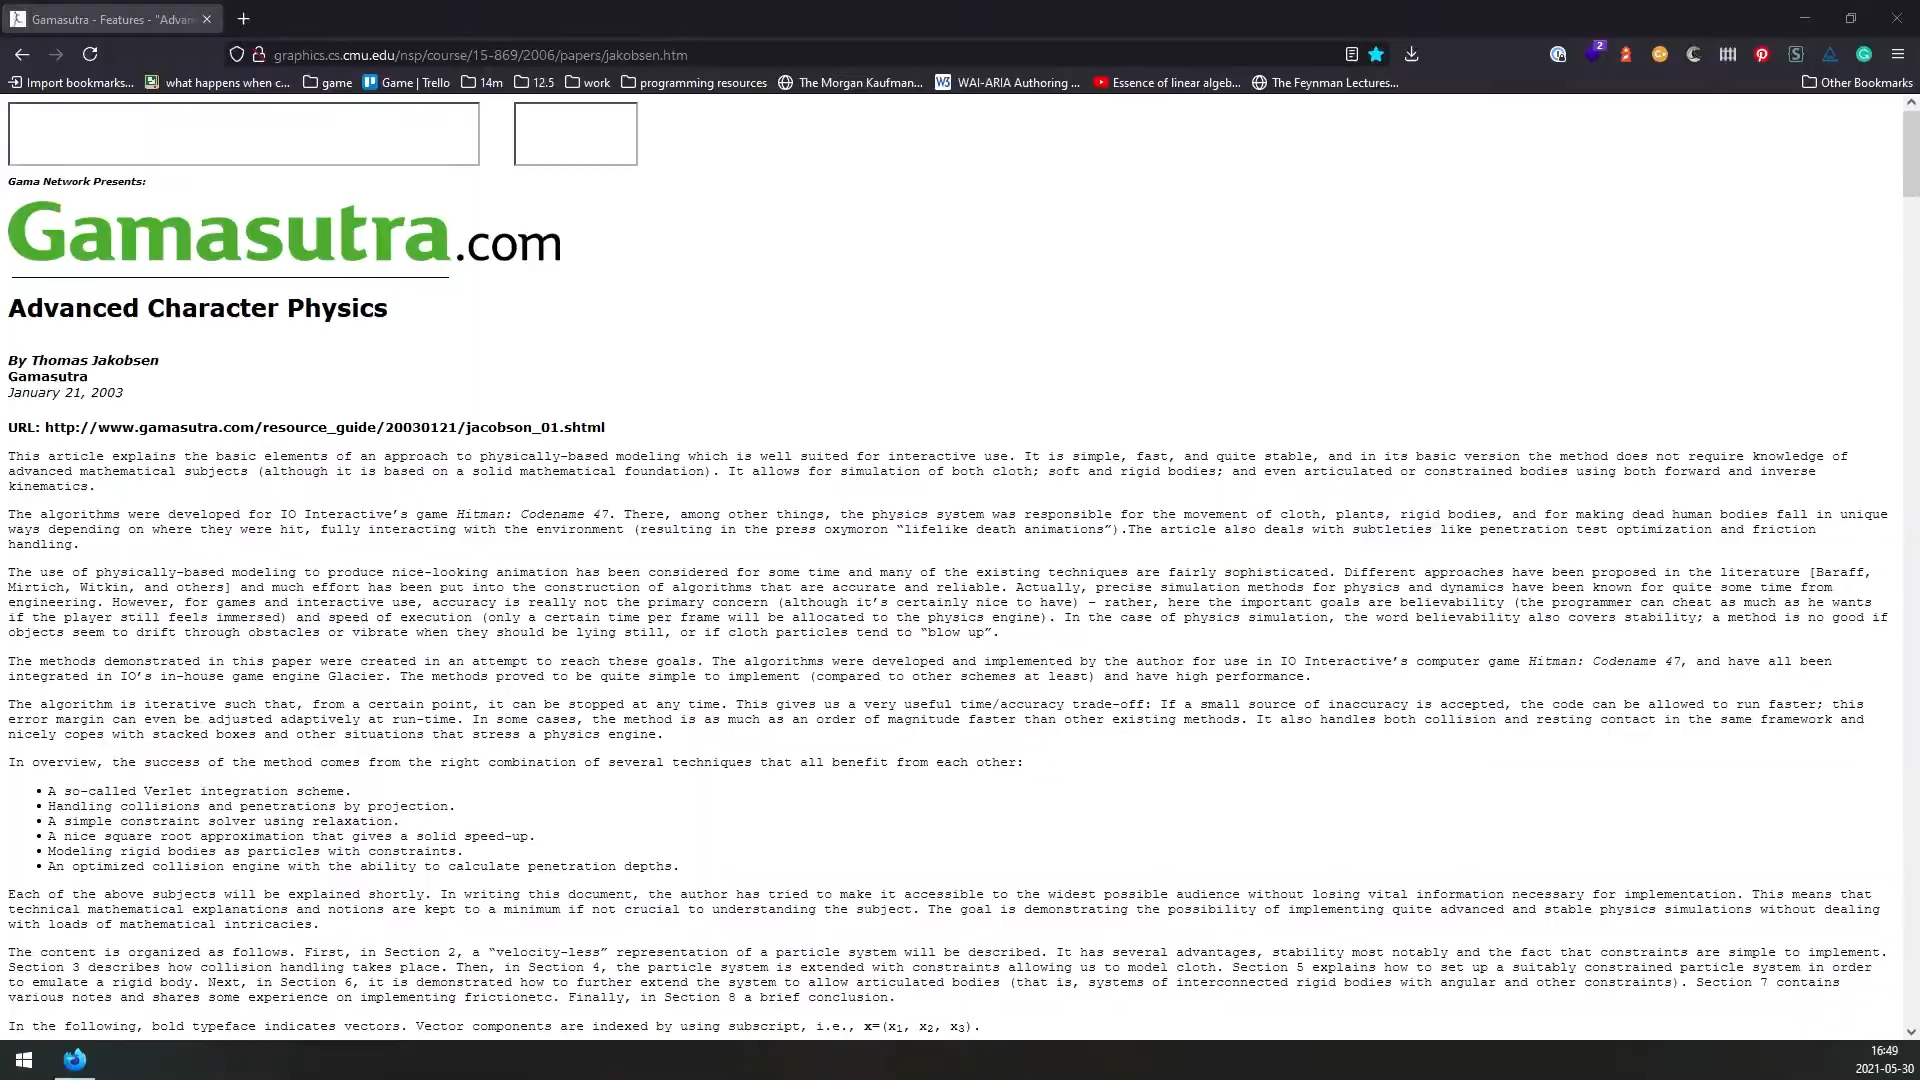 Gamasutra - Features - "Advan
graphics.cs.cmu.edu/nsp/course/15-869/2006/papers/jakobsen.htm
2
Import bookmarks...
what happens when c...
game
Game | Trello
14m
12.5
work
programming resources
The Morgan Kaufman...
WAI-ARIA Authoring ...
Essence of linear algeb...
The Feynman Lectures...
Other Bookmarks
Gama Network Presents:
Gamasutra.com
Advanced Character Physics
By Thomas Jakobsen
Gamasutra
January 21, 2003
URL: http://www.gamasutra.com/resource_guide/20030121/jacobson_01.shtml
This article explains the basic elements of an approach to physically-based modeling which is well suited for interactive use. It is simple, fast, and quite stable, and in its basic version the method does not require knowledge of
advanced mathematical subjects (although it is based on a solid mathematical foundation). It allows for simulation of both cloth; soft and rigid bodies; and even articulated or constrained bodies using both forward and inverse
kinematics.
The algorithms were developed for IO Interactive’s game Hitman: Codename 47. There, among other things, the physics system was responsible for the movement of cloth, plants, rigid bodies, and for making dead human bodies fall in unique
ways depending on where they were hit, fully interacting with the environment (resulting in the press oxymoron “lifelike death animations”).The article also deals with subtleties like penetration test optimization and friction
handling.
The use of physically-based modeling to produce nice-looking animation has been considered for some time and many of the existing techniques are fairly sophisticated. Different approaches have been proposed in the literature [Baraff,
Mirtich, Witkin, and others] and much effort has been put into the construction of algorithms that are accurate and reliable. Actually, precise simulation methods for physics and dynamics have been known for quite some time from
engineering. However, for games and interactive use, accuracy is really not the primary concern (although it’s certainly nice to have) – rather, here the important goals are believability (the programmer can cheat as much as he wants
if the player still feels immersed) and speed of execution (only a certain time per frame will be allocated to the physics engine). In the case of physics simulation, the word believability also covers stability; a method is no good if
objects seem to drift through obstacles or vibrate when they should be lying still, or if cloth particles tend to “blow up”.
The methods demonstrated in this paper were created in an attempt to reach these goals. The algorithms were developed and implemented by the author for use in IO Interactive’s computer game Hitman: Codename 47, and have all been
integrated in IO’s in-house game engine Glacier. The methods proved to be quite simple to implement (compared to other schemes at least) and have high performance.
The algorithm is iterative such that, from a certain point, it can be stopped at any time. This gives us a very useful time/accuracy trade-off: If a small source of inaccuracy is accepted, the code can be allowed to run faster; this
error margin can even be adjusted adaptively at run-time. In some cases, the method is as much as an order of magnitude faster than other existing methods. It also handles both collision and resting contact in the same framework and
nicely copes with stacked boxes and other situations that stress a physics engine.
In overview, the success of the method comes from the right combination of several techniques that all benefit from each other:
• A so-called Verlet integration scheme.
• Handling collisions and penetrations by projection.
• A simple constraint solver using relaxation.
• A nice square root approximation that gives a solid speed-up.
• Modeling rigid bodies as particles with constraints.
• An optimized collision engine with the ability to calculate penetration depths.
Each of the above subjects will be explained shortly. In writing this document, the author has tried to make it accessible to the widest possible audience without losing vital information necessary for implementation. This means that
technical mathematical explanations and notions are kept to a minimum if not crucial to understanding the subject. The goal is demonstrating the possibility of implementing quite advanced and stable physics simulations without dealing
with loads of mathematical intricacies.
The content is organized as follows. First, in Section 2, a “velocity-less” representation of a particle system will be described. It has several advantages, stability most notably and the fact that constraints are simple to implement.
Section 3 describes how collision handling takes place. Then, in Section 4, the particle system is extended with constraints allowing us to model cloth. Section 5 explains how to set up a suitably constrained particle system in order
to emulate a rigid body. Next, in Section 6, it is demonstrated how to further extend the system to allow articulated bodies (that is, systems of interconnected rigid bodies with angular and other constraints). Section 7 contains
various notes and shares some experience on implementing frictionetc. Finally, in Section 8 a brief conclusion.
In the following, bold typeface indicates vectors. Vector components are indexed by using subscript, i.e., x=(x1, x2, x3).
16:49
2021-05-30